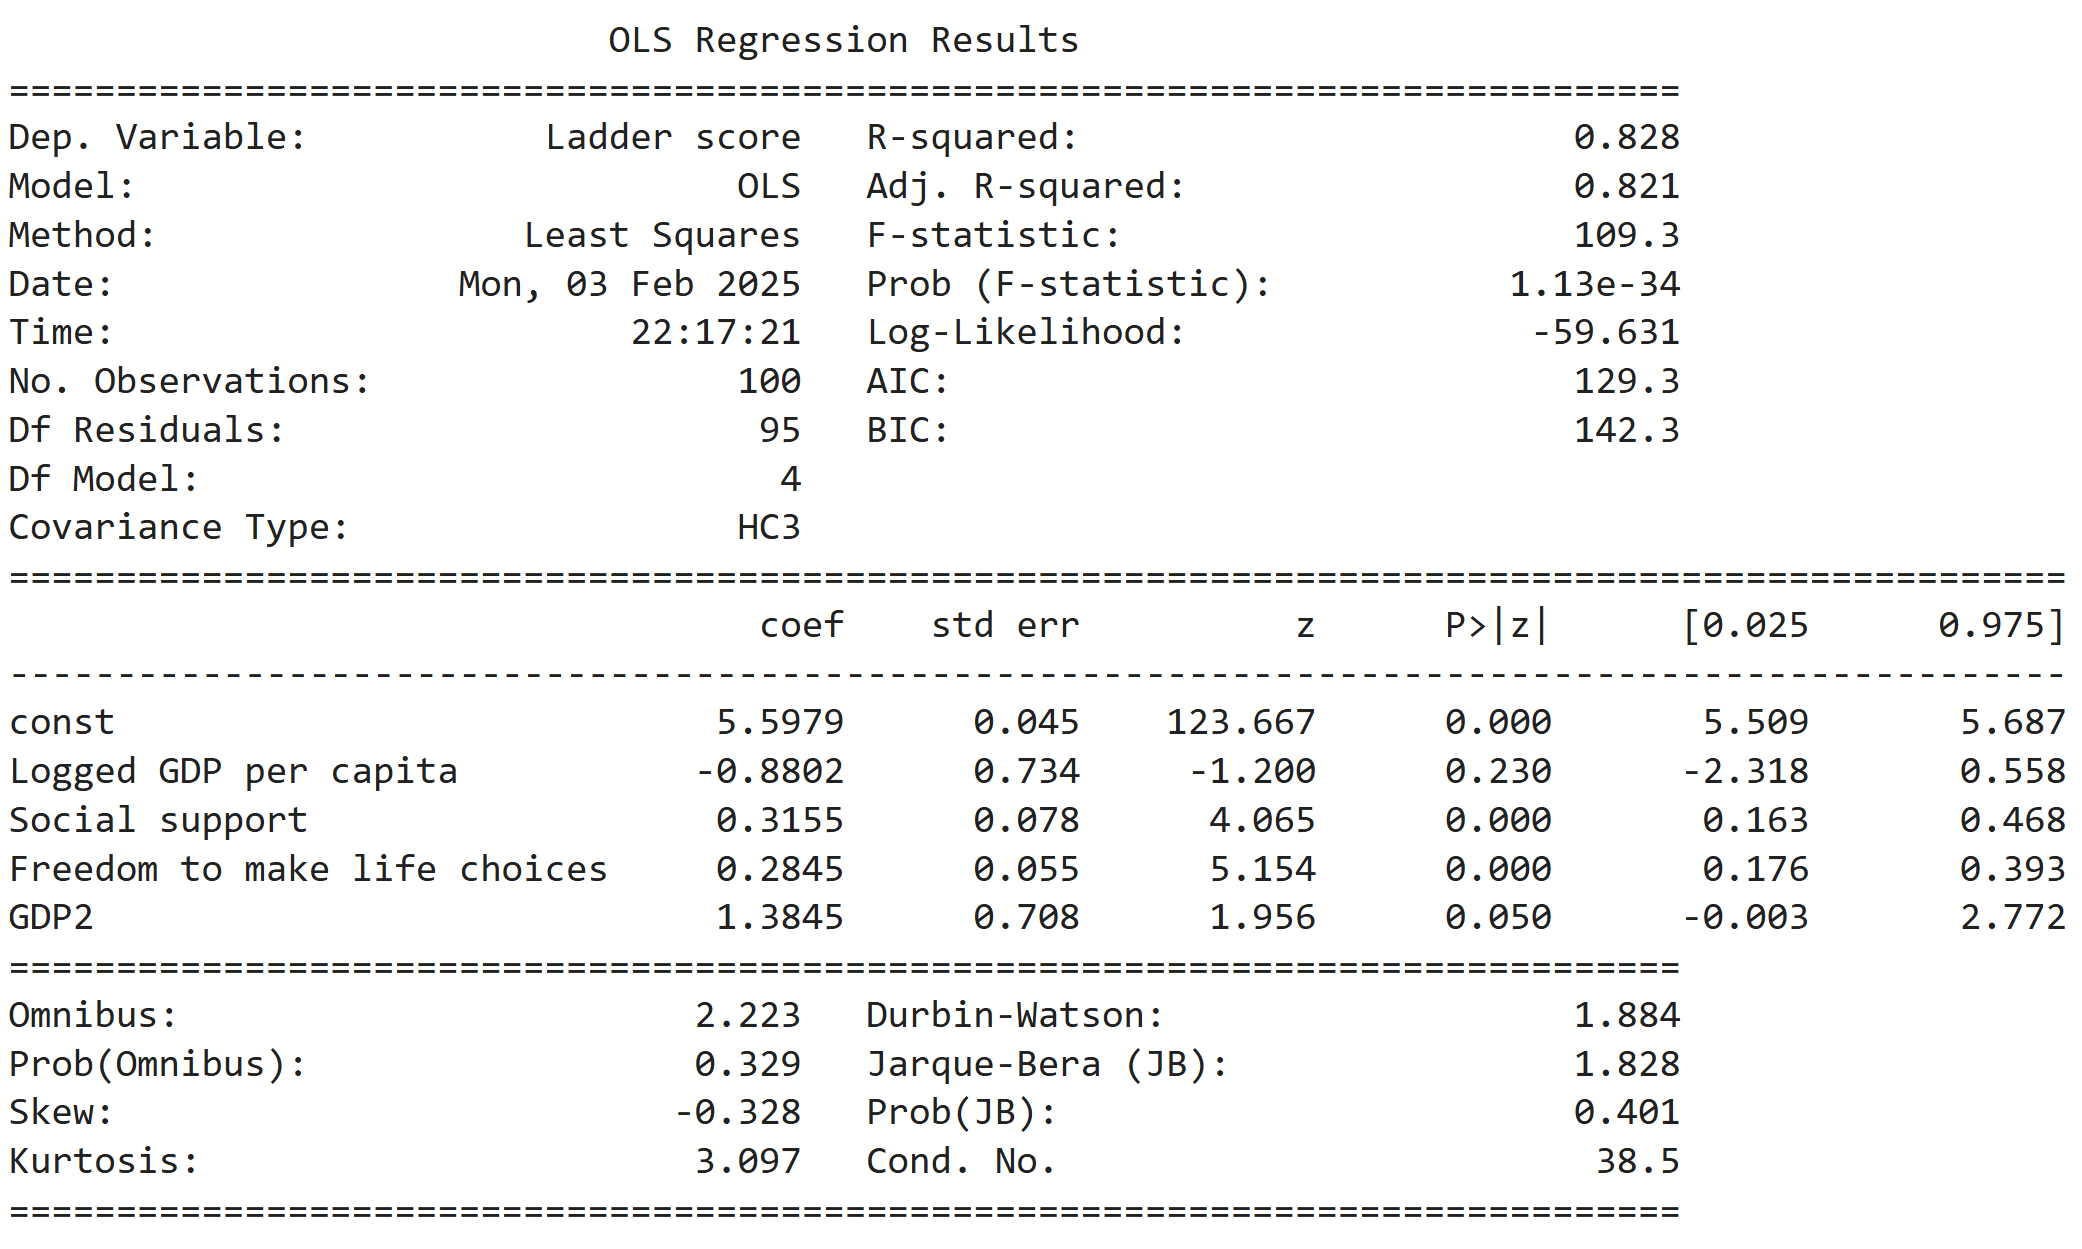 OLS Regression Results
==============================================================================
Dep. Variable:           Ladder score   R-squared:                       0.828
Model:                            OLS   Adj. R-squared:                  0.821
Method:                 Least Squares   F-statistic:                     109.3
Date:                Mon, 03 Feb 2025   Prob (F-statistic):           1.13e-34
Time:                        22:17:21   Log-Likelihood:                -59.631
No. Observations:                 100   AIC:                             129.3
Df Residuals:                      95   BIC:                             142.3
Df Model:                           4
Covariance Type:                  HC3
================================================================================================
                                   coef    std err          z      P>|z|      [0.025      0.975]
------------------------------------------------------------------------------------------------
const                            5.5979      0.045    123.667      0.000       5.509       5.687
Logged GDP per capita           -0.8802      0.734     -1.200      0.230      -2.318       0.558
Social support                   0.3155      0.078      4.065      0.000       0.163       0.468
Freedom to make life choices     0.2845      0.055      5.154      0.000       0.176       0.393
GDP2                             1.3845      0.708      1.956      0.050      -0.003       2.772
==============================================================================
Omnibus:                        2.223   Durbin-Watson:                   1.884
Prob(Omnibus):                  0.329   Jarque-Bera (JB):                1.828
Skew:                          -0.328   Prob(JB):                        0.401
Kurtosis:                       3.097   Cond. No.                         38.5
==============================================================================